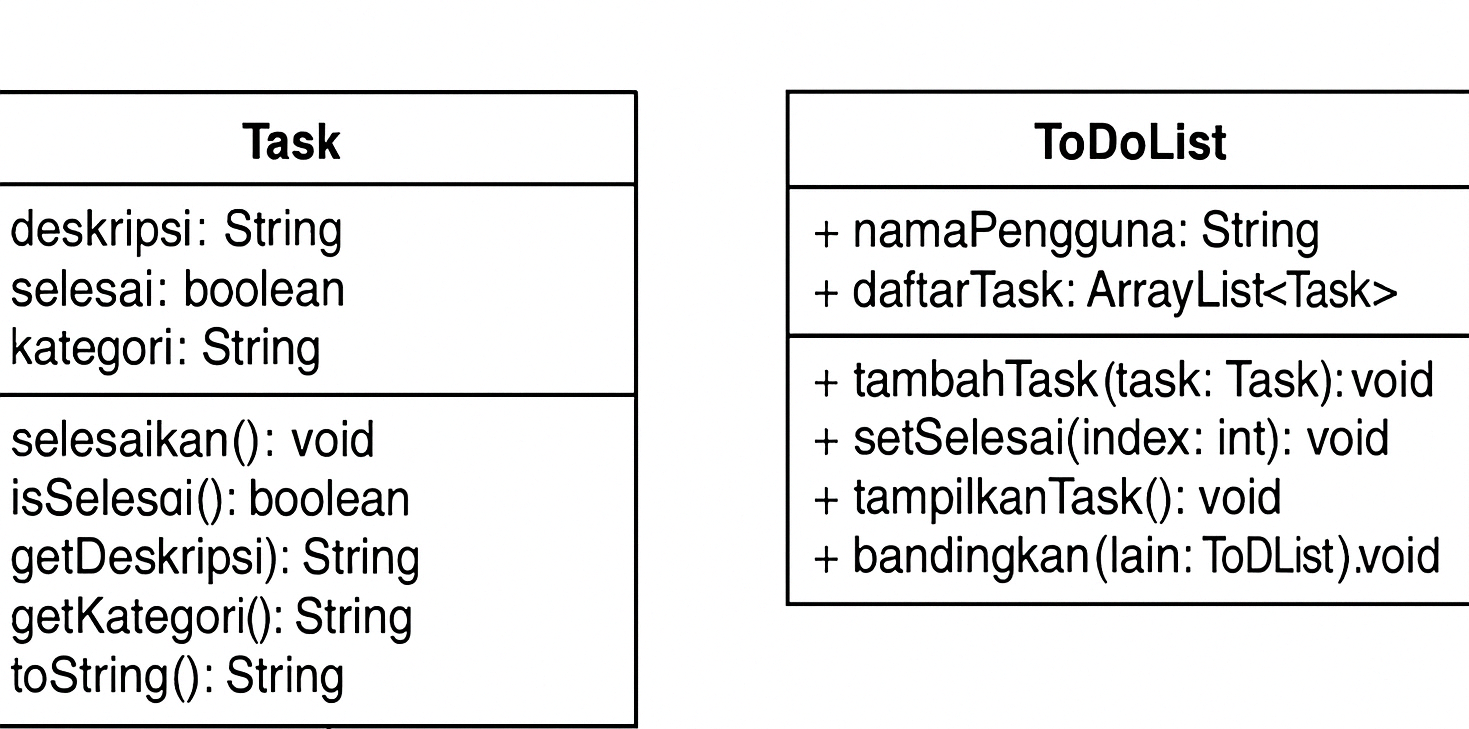 Task
deskripsi: String
selesai: boolean
kategori: String
selesaikan(): void
isSelesai(): boolean
getDeskripsi): String
getKategori(): String
toString(): String
ToDoList
+ namaPengguna: String
+ daftarTask: ArrayList<Task>
+ tambahTask(task: Task): void
+ setSelesai(index: int): void
+ tampilkanTask(): void
+ bandingkan(lain: ToDList).void